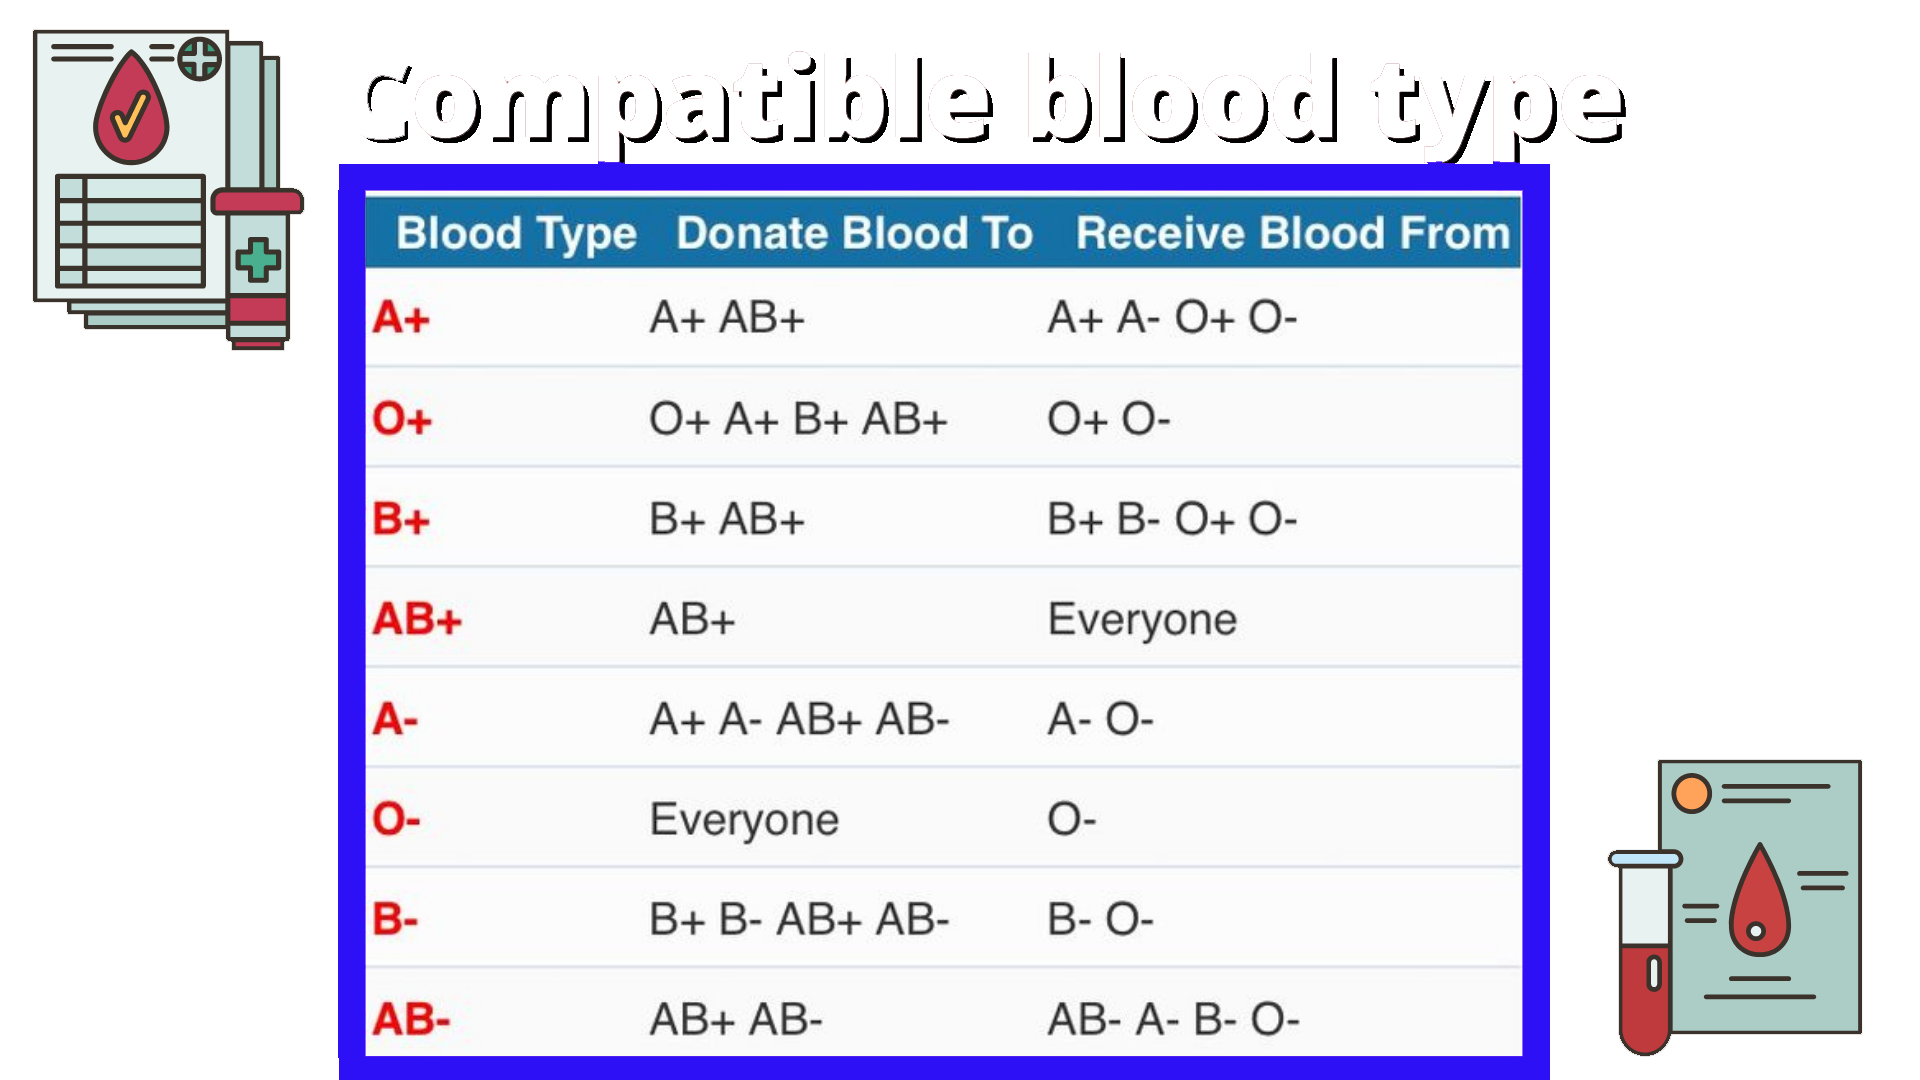 Compatible blood type
Blood Type Donate Blood To Receive Blood From
A+ A+ AB+ A+ A- O+ O-
O+ O+ A+ B+ AB+ O+ O-
B+ B+ AB+ B+ B- O+ O-
AB+ AB+ Everyone
A- A+ A- AB+ AB- A- O-
O- Everyone O-
B- B+ B- AB+ AB- B- O-
AB- AB+ AB- AB- A- B- O-